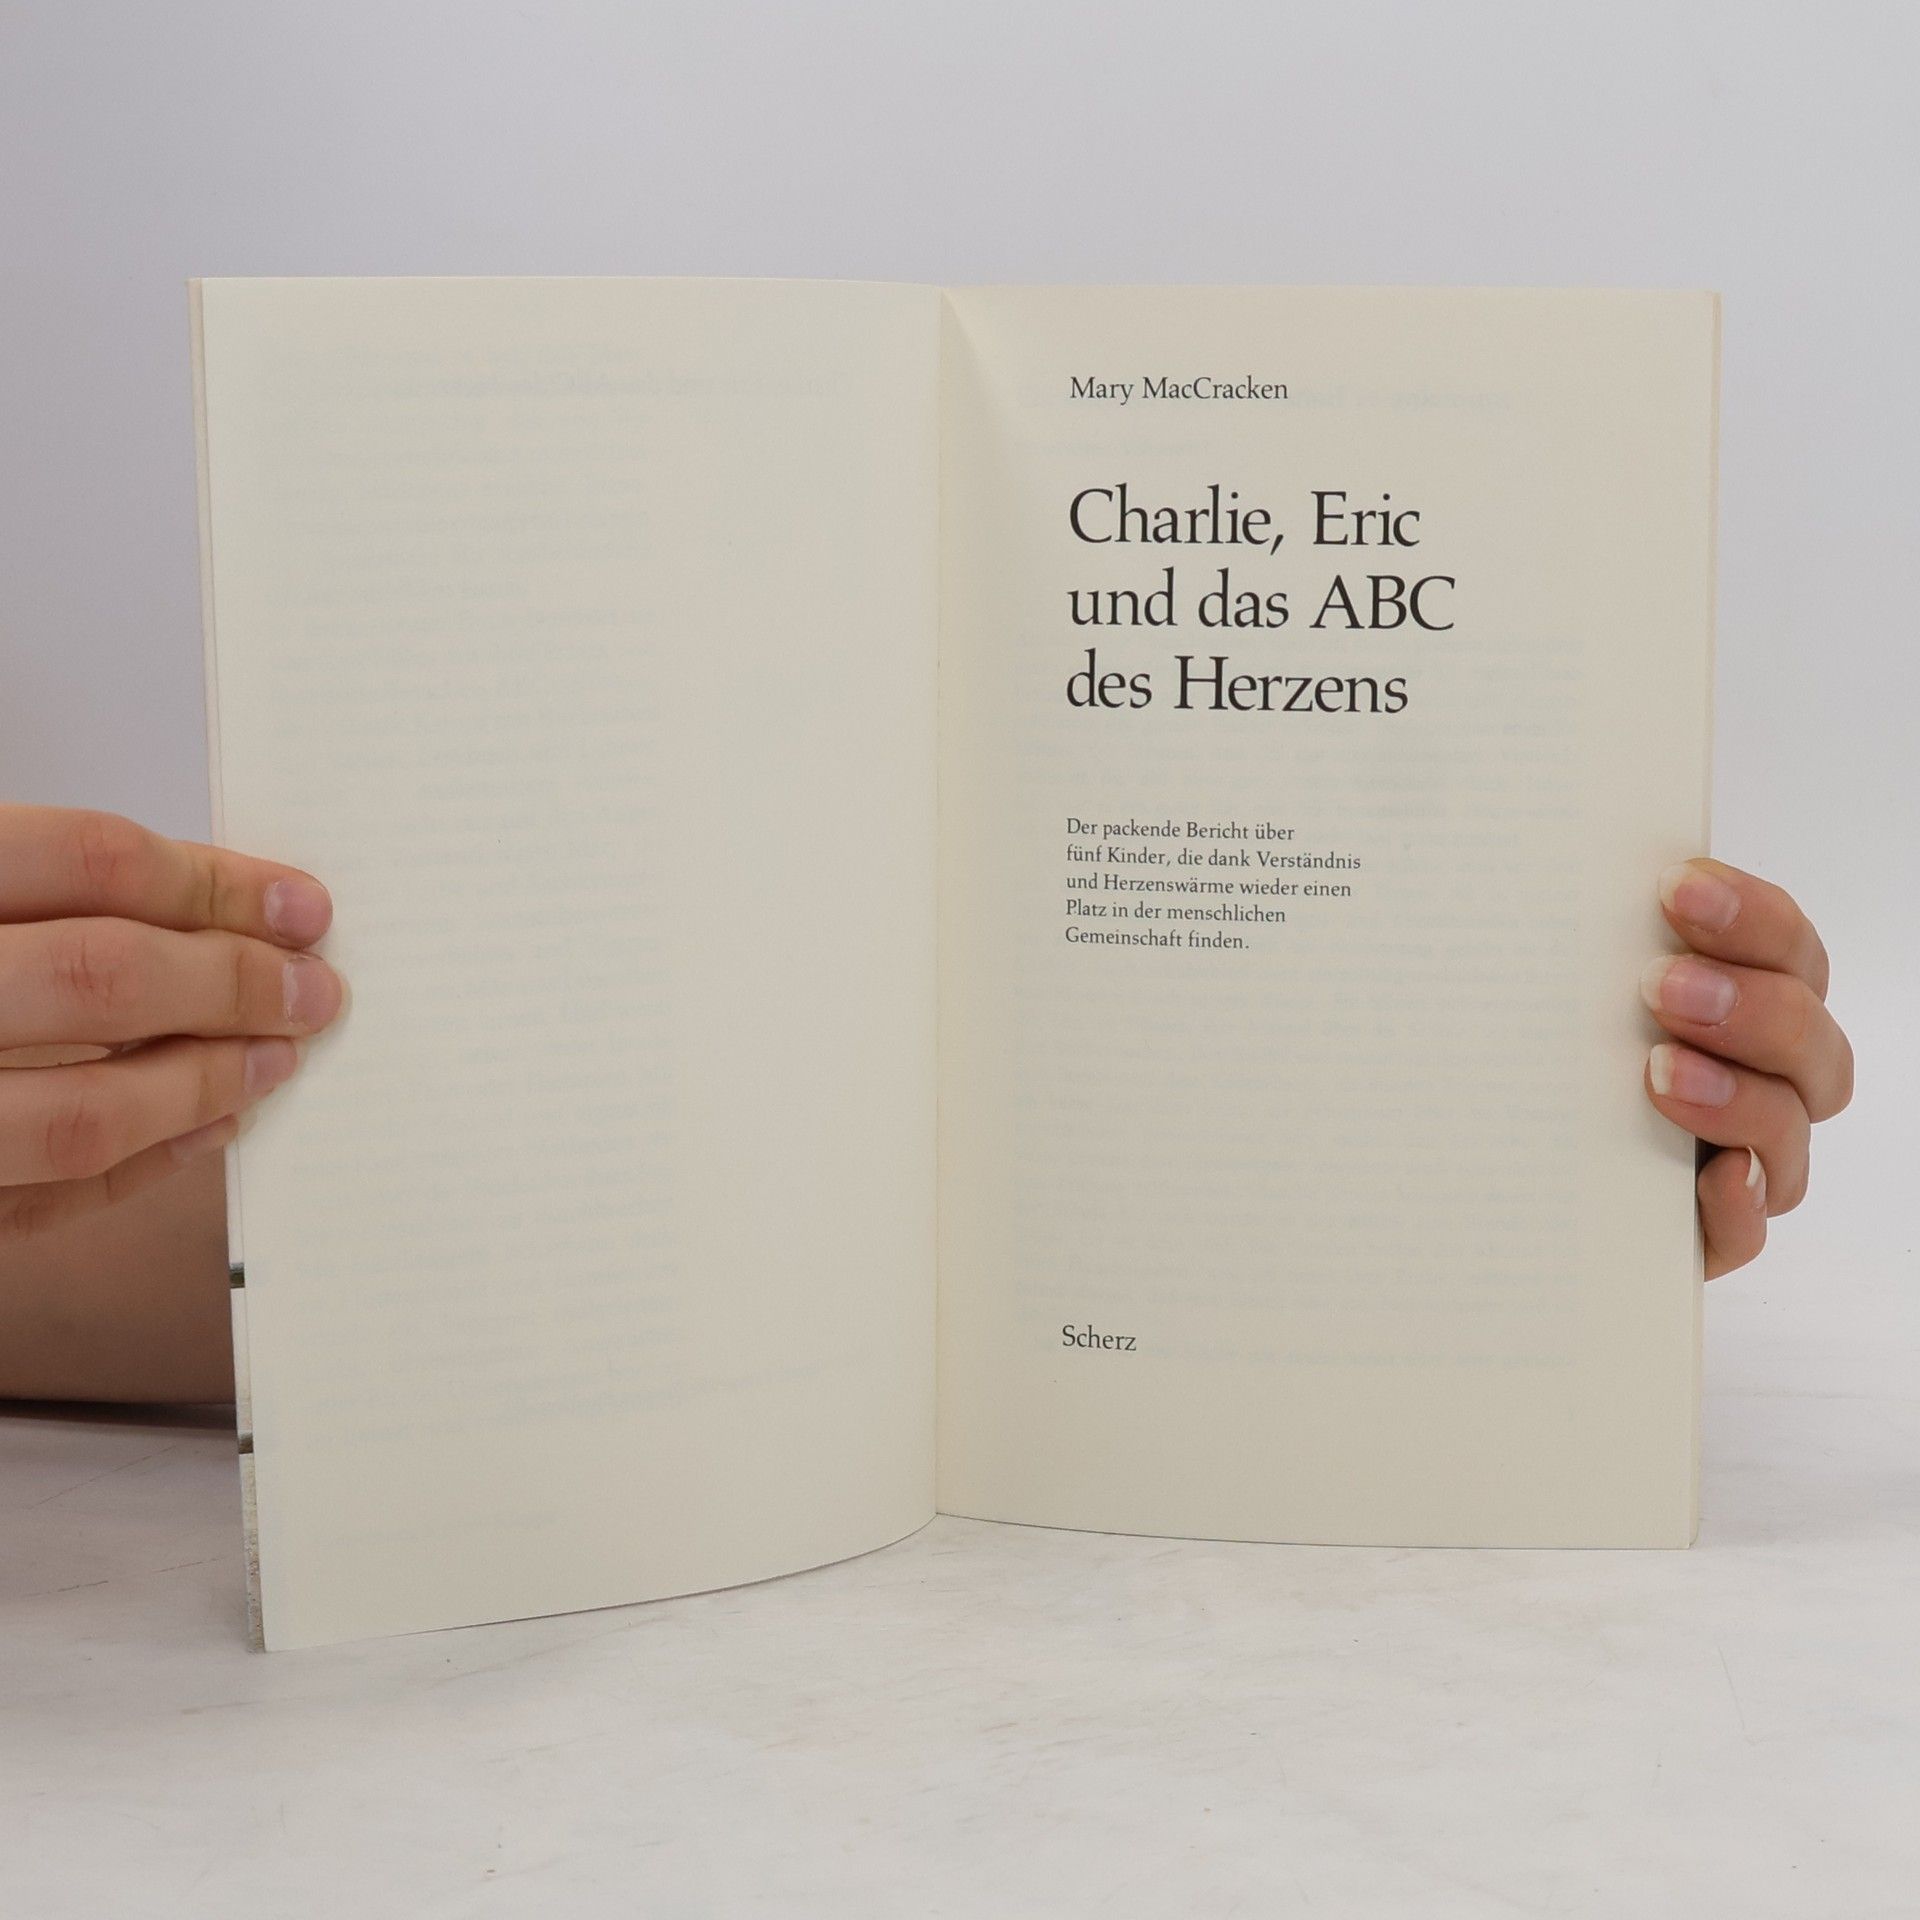 Mary MacCracken
Charlie, Eric
und das ABC
des Herzens
Der packende Bericht über
fünf Kinder, die dank Verständnis
und Herzenswärme wieder einen
Platz in der menschlichen
Gemeinschaft finden.
Scherz